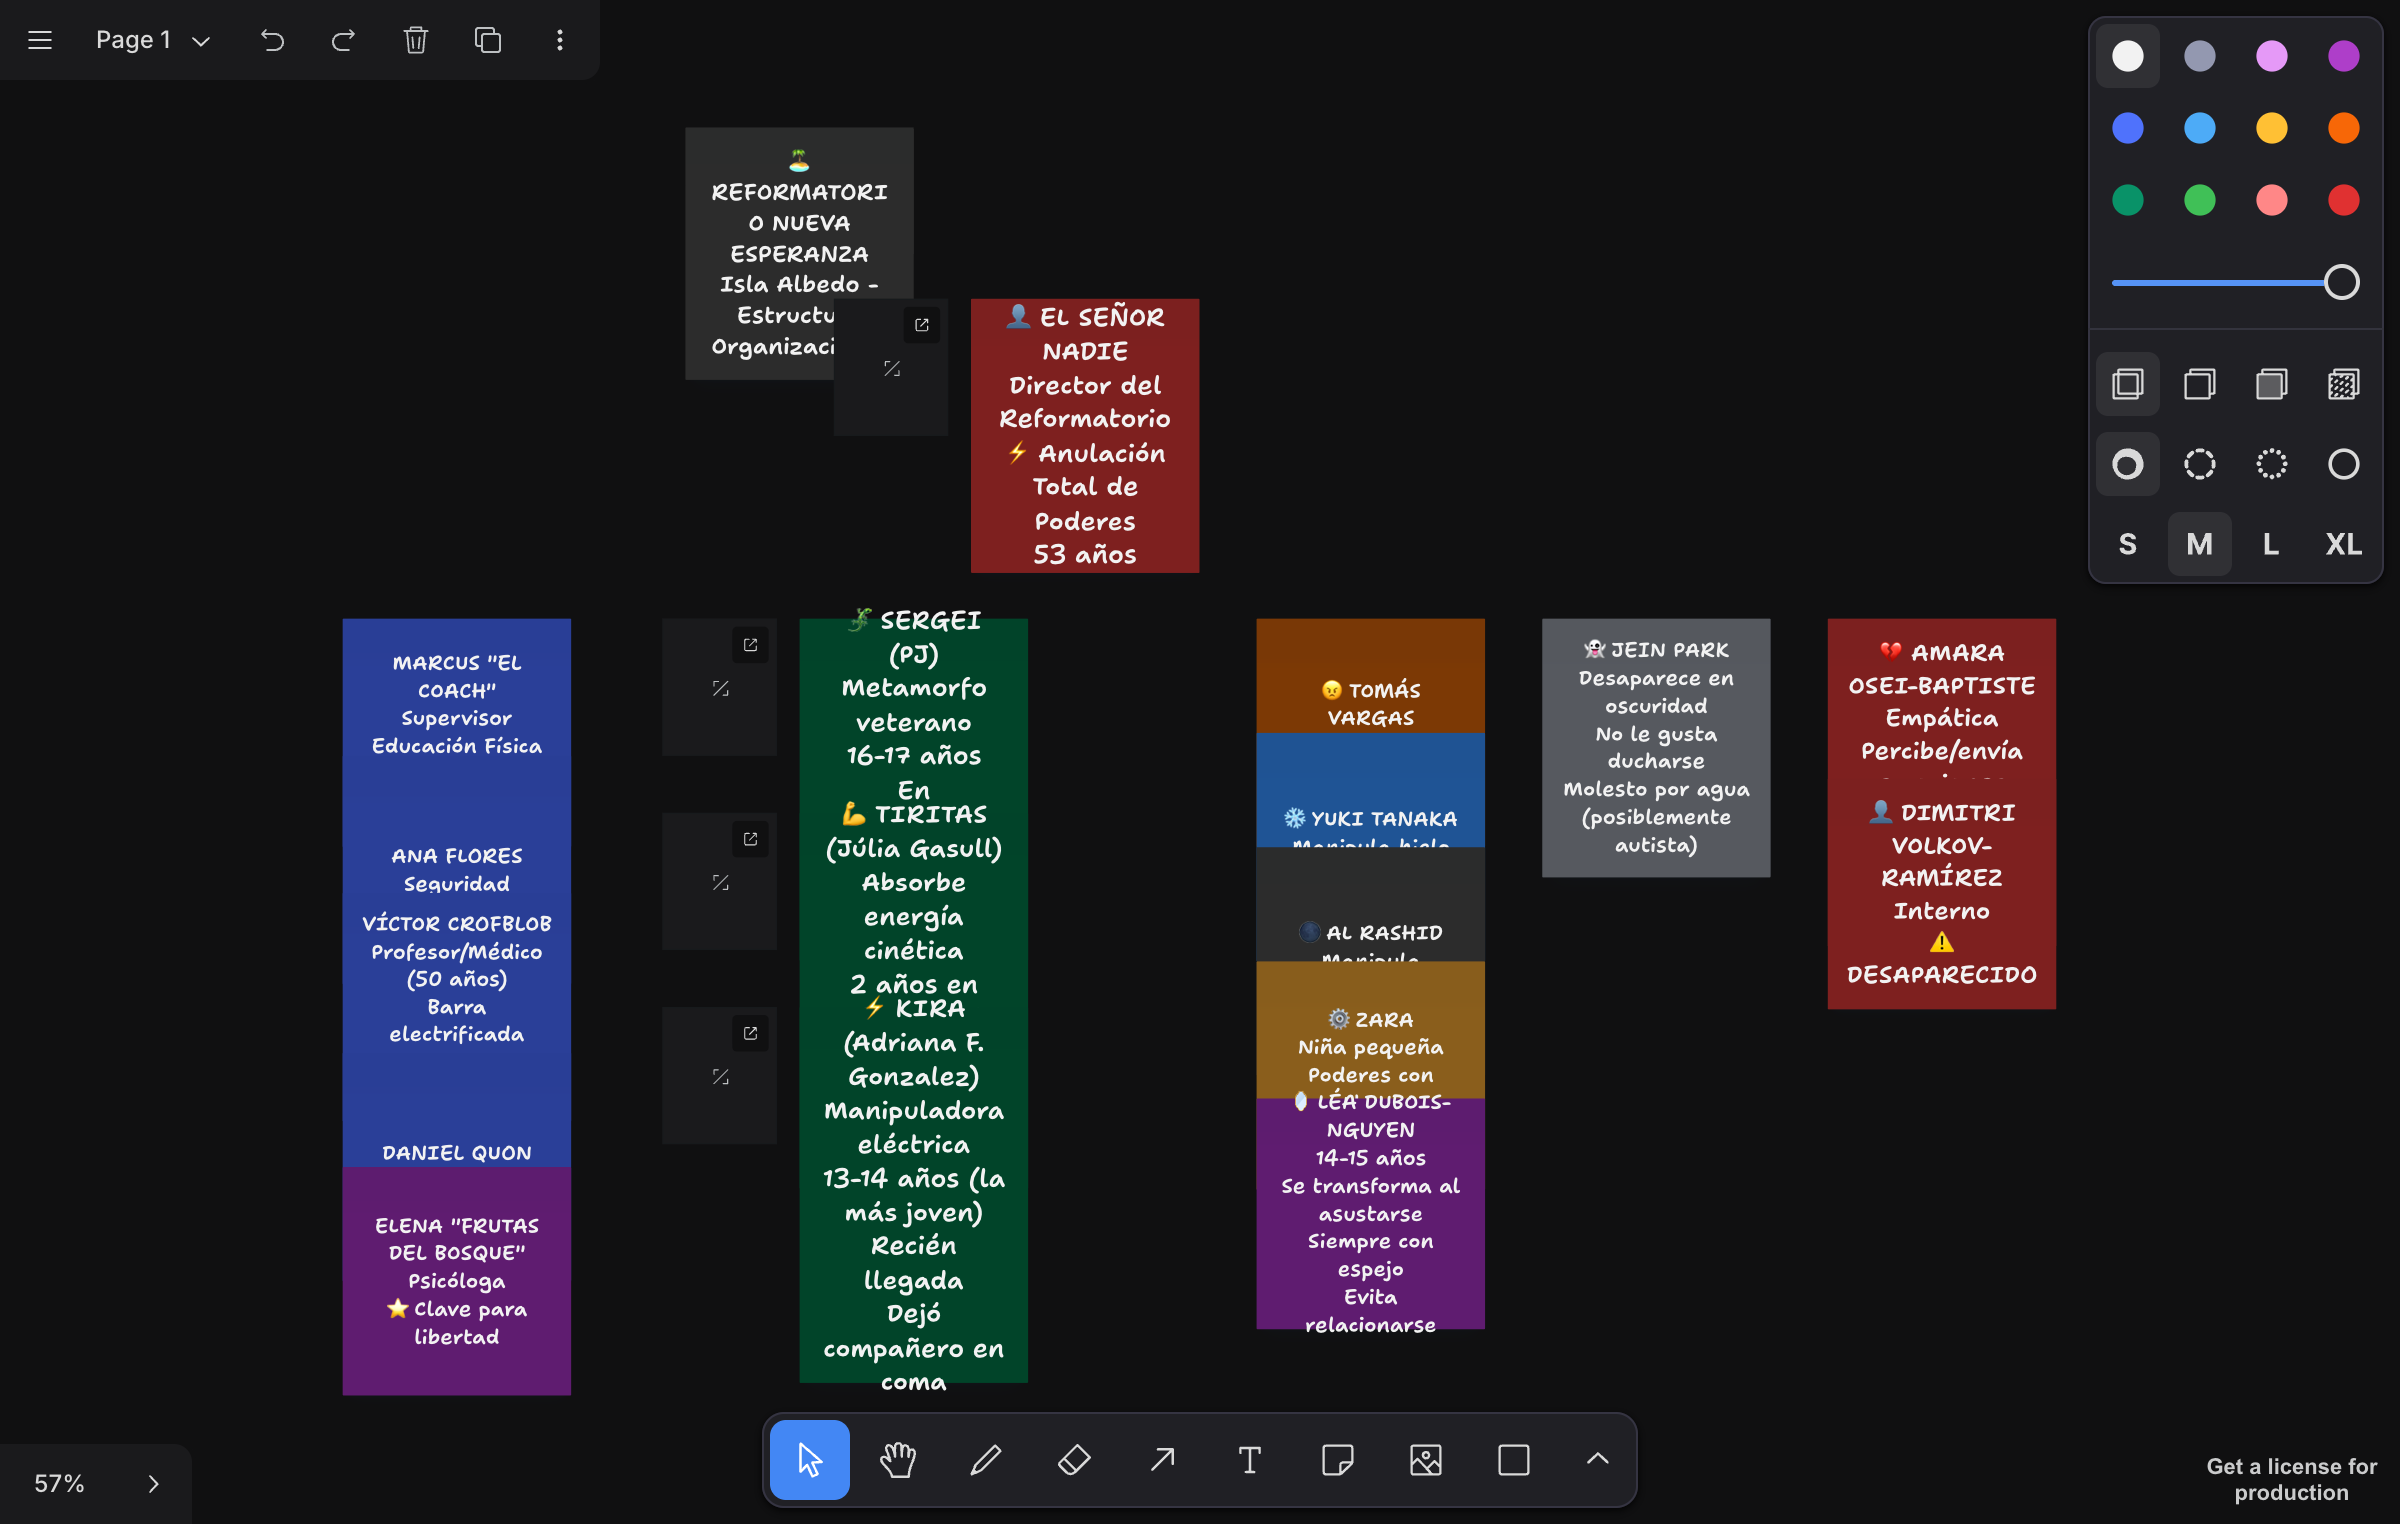 Page 1
🏝️
REFORMATORI
O NUEVA
ESPERANZA
Isla Albedo -
Estructu
Organizaci
👤 EL SEÑOR
NADIE
Director del
Reformatorio
⚡ Anulación
Total de
Poderes
53 años
MARCUS "EL
COACH"
Supervisor
Educación Física
ANA FLORES
Seguridad
VÍCTOR CROFBLOB
Profesor/Médico
(50 años)
Barra
electrificada
DANIEL QUON
ELENA "FRUTAS
DEL BOSQUE"
Psicóloga
⭐ Clave para
libertad
🦎 SERGEI
(PJ)
Metamorfo
veterano
16-17 años
En
💪 TIRITAS
(Júlia Gasull)
Absorbe
energía
cinética
2 años en
⚡ KIRA
(Adriana F.
Gonzalez)
Manipuladora
eléctrica
13-14 años (la
más joven)
Recién
llegada
Dejó
compañero en
coma
😠 TOMÁS
VARGAS
❄️ YUKI TANAKA
Manipula hielo
🌑 AL RASHID
Manipula
⚙️ ZARA
Niña pequeña
Poderes con
🪞 LÉA DUBOIS-
NGUYEN
14-15 años
Se transforma al
asustarse
Siempre con
espejo
Evita
relacionarse
👻 JEIN PARK
Desaparece en
oscuridad
No le gusta
ducharse
Molesto por agua
(posiblemente
autista)
💔 AMARA
OSEI-BAPTISTE
Empática
Percibe/envía
👤 DIMITRI
VOLKOV-
RAMÍREZ
Interno
⚠️
DESAPARECIDO
S M L XL
57%
Get a license for
production